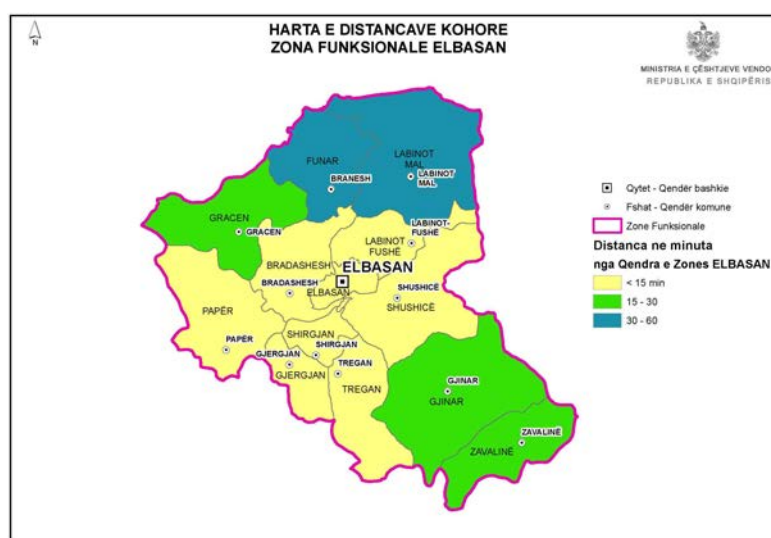 N
HARTA E DISTANCAVE KOHORE
ZONA FUNKSIONALE ELBASAN
MINISTRIA E ÇËSHTJEVE VENDO
REPUBLIKA E SHQIPËRIS
FUNAR
BRANESH
LABINOT
MAL
LABINOT
MAL
GRACEN
GRACEN
LABINOT-
FUSHË
LABINOT
FUSHË
BRADASHESH
BRADASHESH
ELBASAN
ELBASAN
SHUSHICË
SHUSHICË
PAPËR
PAPËR
SHIRGJAN
SHIRGJAN
GJERGJAN
GJERGJAN
TREGAN
TREGAN
GJINAR
GJINAR
ZAVALINË
ZAVALINË
Qytet - Qendër bashkie
Fshat - Qendër komune
Zone Funksionale
Distanca ne minuta
nga Qendra e Zones ELBASAN
< 15 min
15 - 30
30 - 60